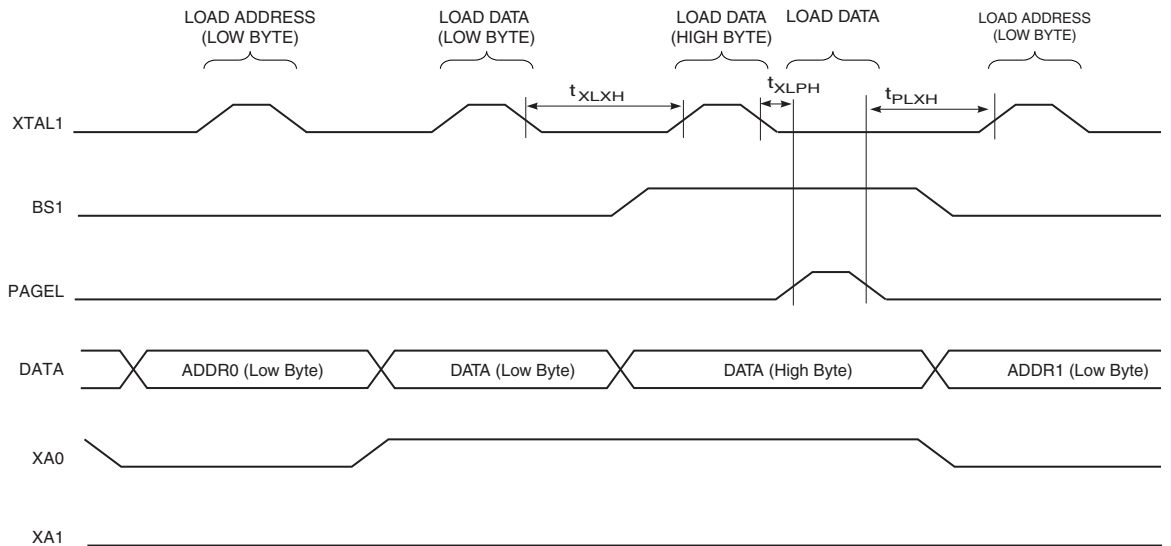 LOAD ADDRESS
(LOW BYTE)
LOAD DATA
(LOW BYTE)
LOAD DATA
(HIGH BYTE)
LOAD DATA
LOAD ADDRESS
(LOW BYTE)
tXLXH
tXLPH
tPLXH
XTAL1
BS1
PAGEL
DATA
ADDR0 (Low Byte)
DATA (Low Byte)
DATA (High Byte)
ADDR1 (Low Byte)
XA0
XA1